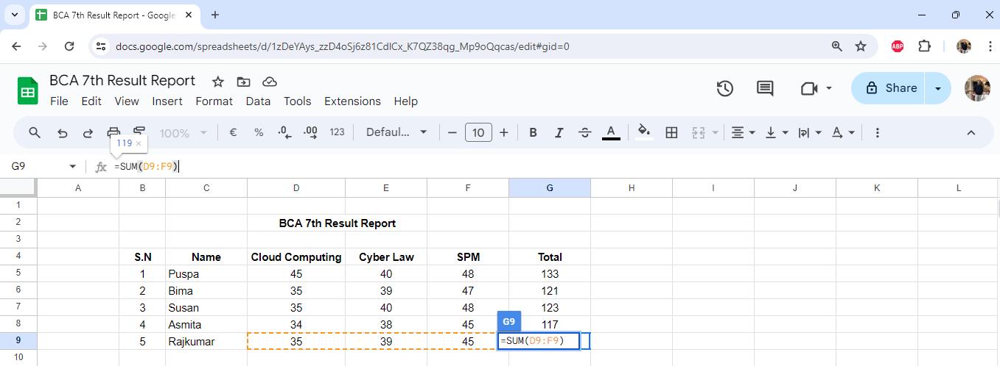 BCA 7th Result Report - Google
docs.google.com/spreadsheets/d/1zDeYAys_zzD4oSj6z81CdICx_K7QZ38qg_Mp9oQqcas/edit#gid=0
ABP
BCA 7th Result Report
File Edit View Insert Format Data Tools Extensions Help
Share
100% € % .0 .00 123 Defaul... 10 B I S A
119 ×
G9 fx =SUM(D9:F9)
A B C D E F G H I J K L
1
2 BCA 7th Result Report
3
4 S.N Name Cloud Computing Cyber Law SPM Total
5 1 Puspa 45 40 48 133
6 2 Bima 35 39 47 121
7 3 Susan 35 40 48 123
8 4 Asmita 34 38 45 117
G9
9 5 Rajkumar 35 39 45 =SUM(D9:F9)
10